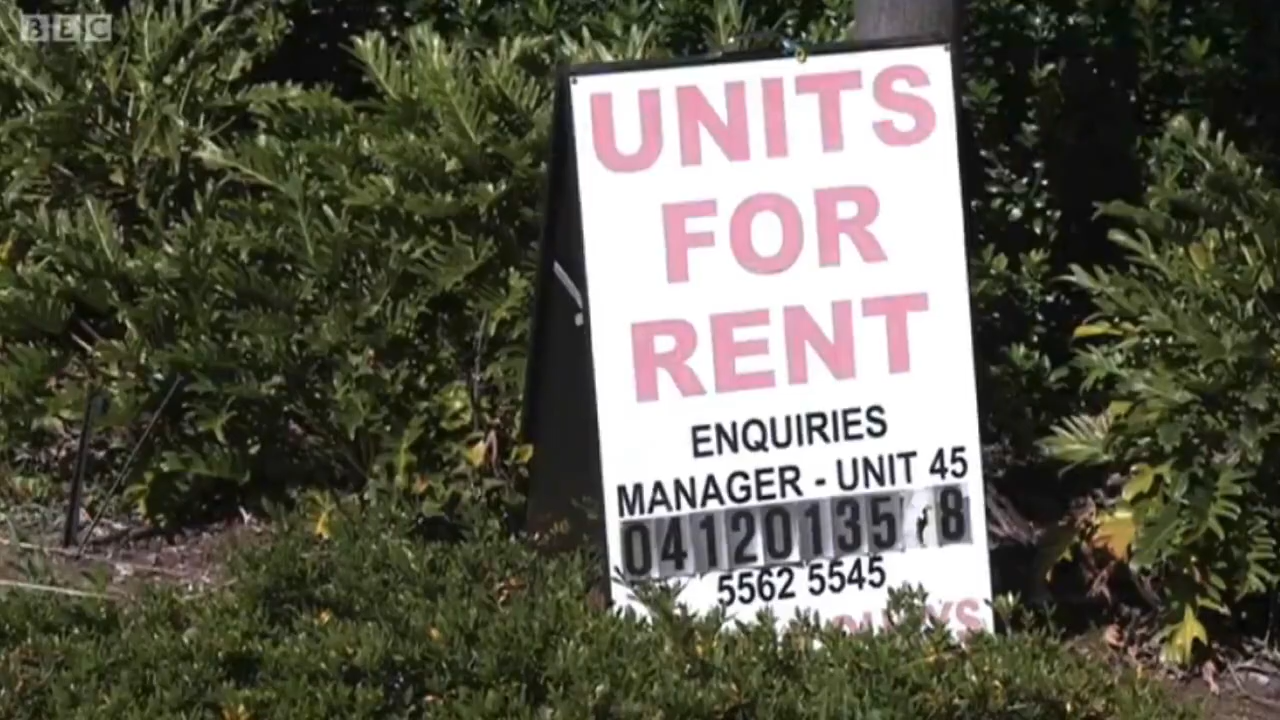 BBC
UNITS
FOR
RENT
ENQUIRIES
MANAGER - UNIT 45
5562 5545